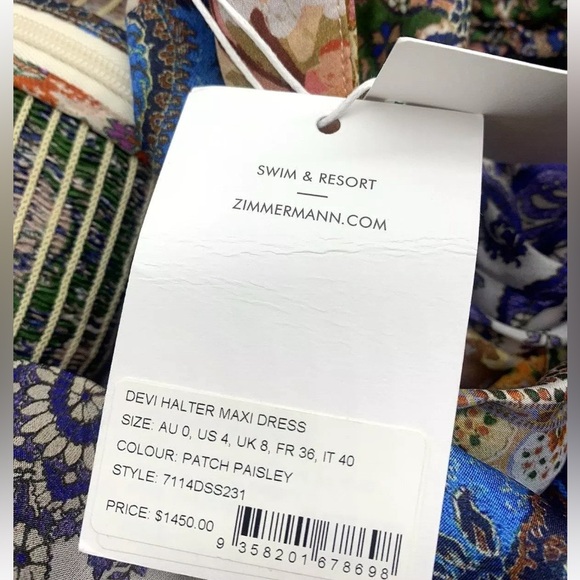 SWIM & RESORT
ZIMMERMANN.COM
DEVI HALTER MAXI DRESS
SIZE: AU 0, US 4, UK 8, FR 36, IT 40
COLOUR: PATCH PAISLEY
STYLE: 7114DSS231
PRICE: $1450.00
9 358201 678698